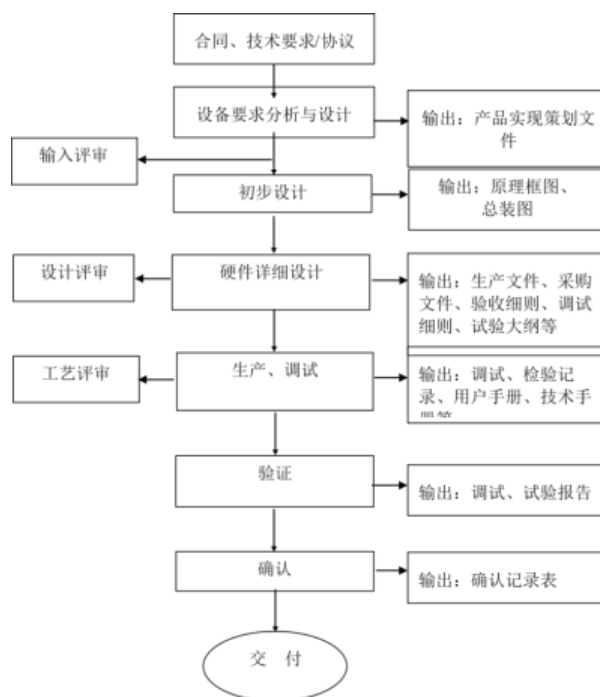 合同、技术要求/协议
设备要求分析与设计
输出：产品实现策划文
件
输入评审
初步设计
输出：原理框图、
总装图
设计评审
硬件详细设计
输出：生产文件、采购
文件、验收细则、调试
细则、试验大纲等
工艺评审
生产、调试
输出：调试、检验记
录、用户手册、技术手
验证
输出：调试、试验报告
确认
输出：确认记录表
交 付